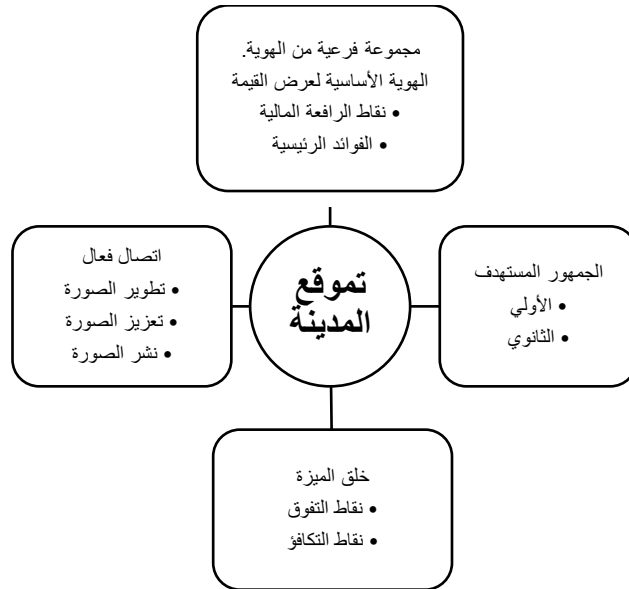 مجموعة فرعية من الهوية.
الهوية الأساسية لعرض القيمة
• نقاط الرافعة المالية
• الفوائد الرئيسية
الجمهور المستهدف
• الأولي
• الثانوي
تموقع
المدينة
اتصال فعال
• تطوير الصورة
• تعزيز الصورة
• نشر الصورة
خلق الميزة
• نقاط التفوق
• نقاط التكافؤ